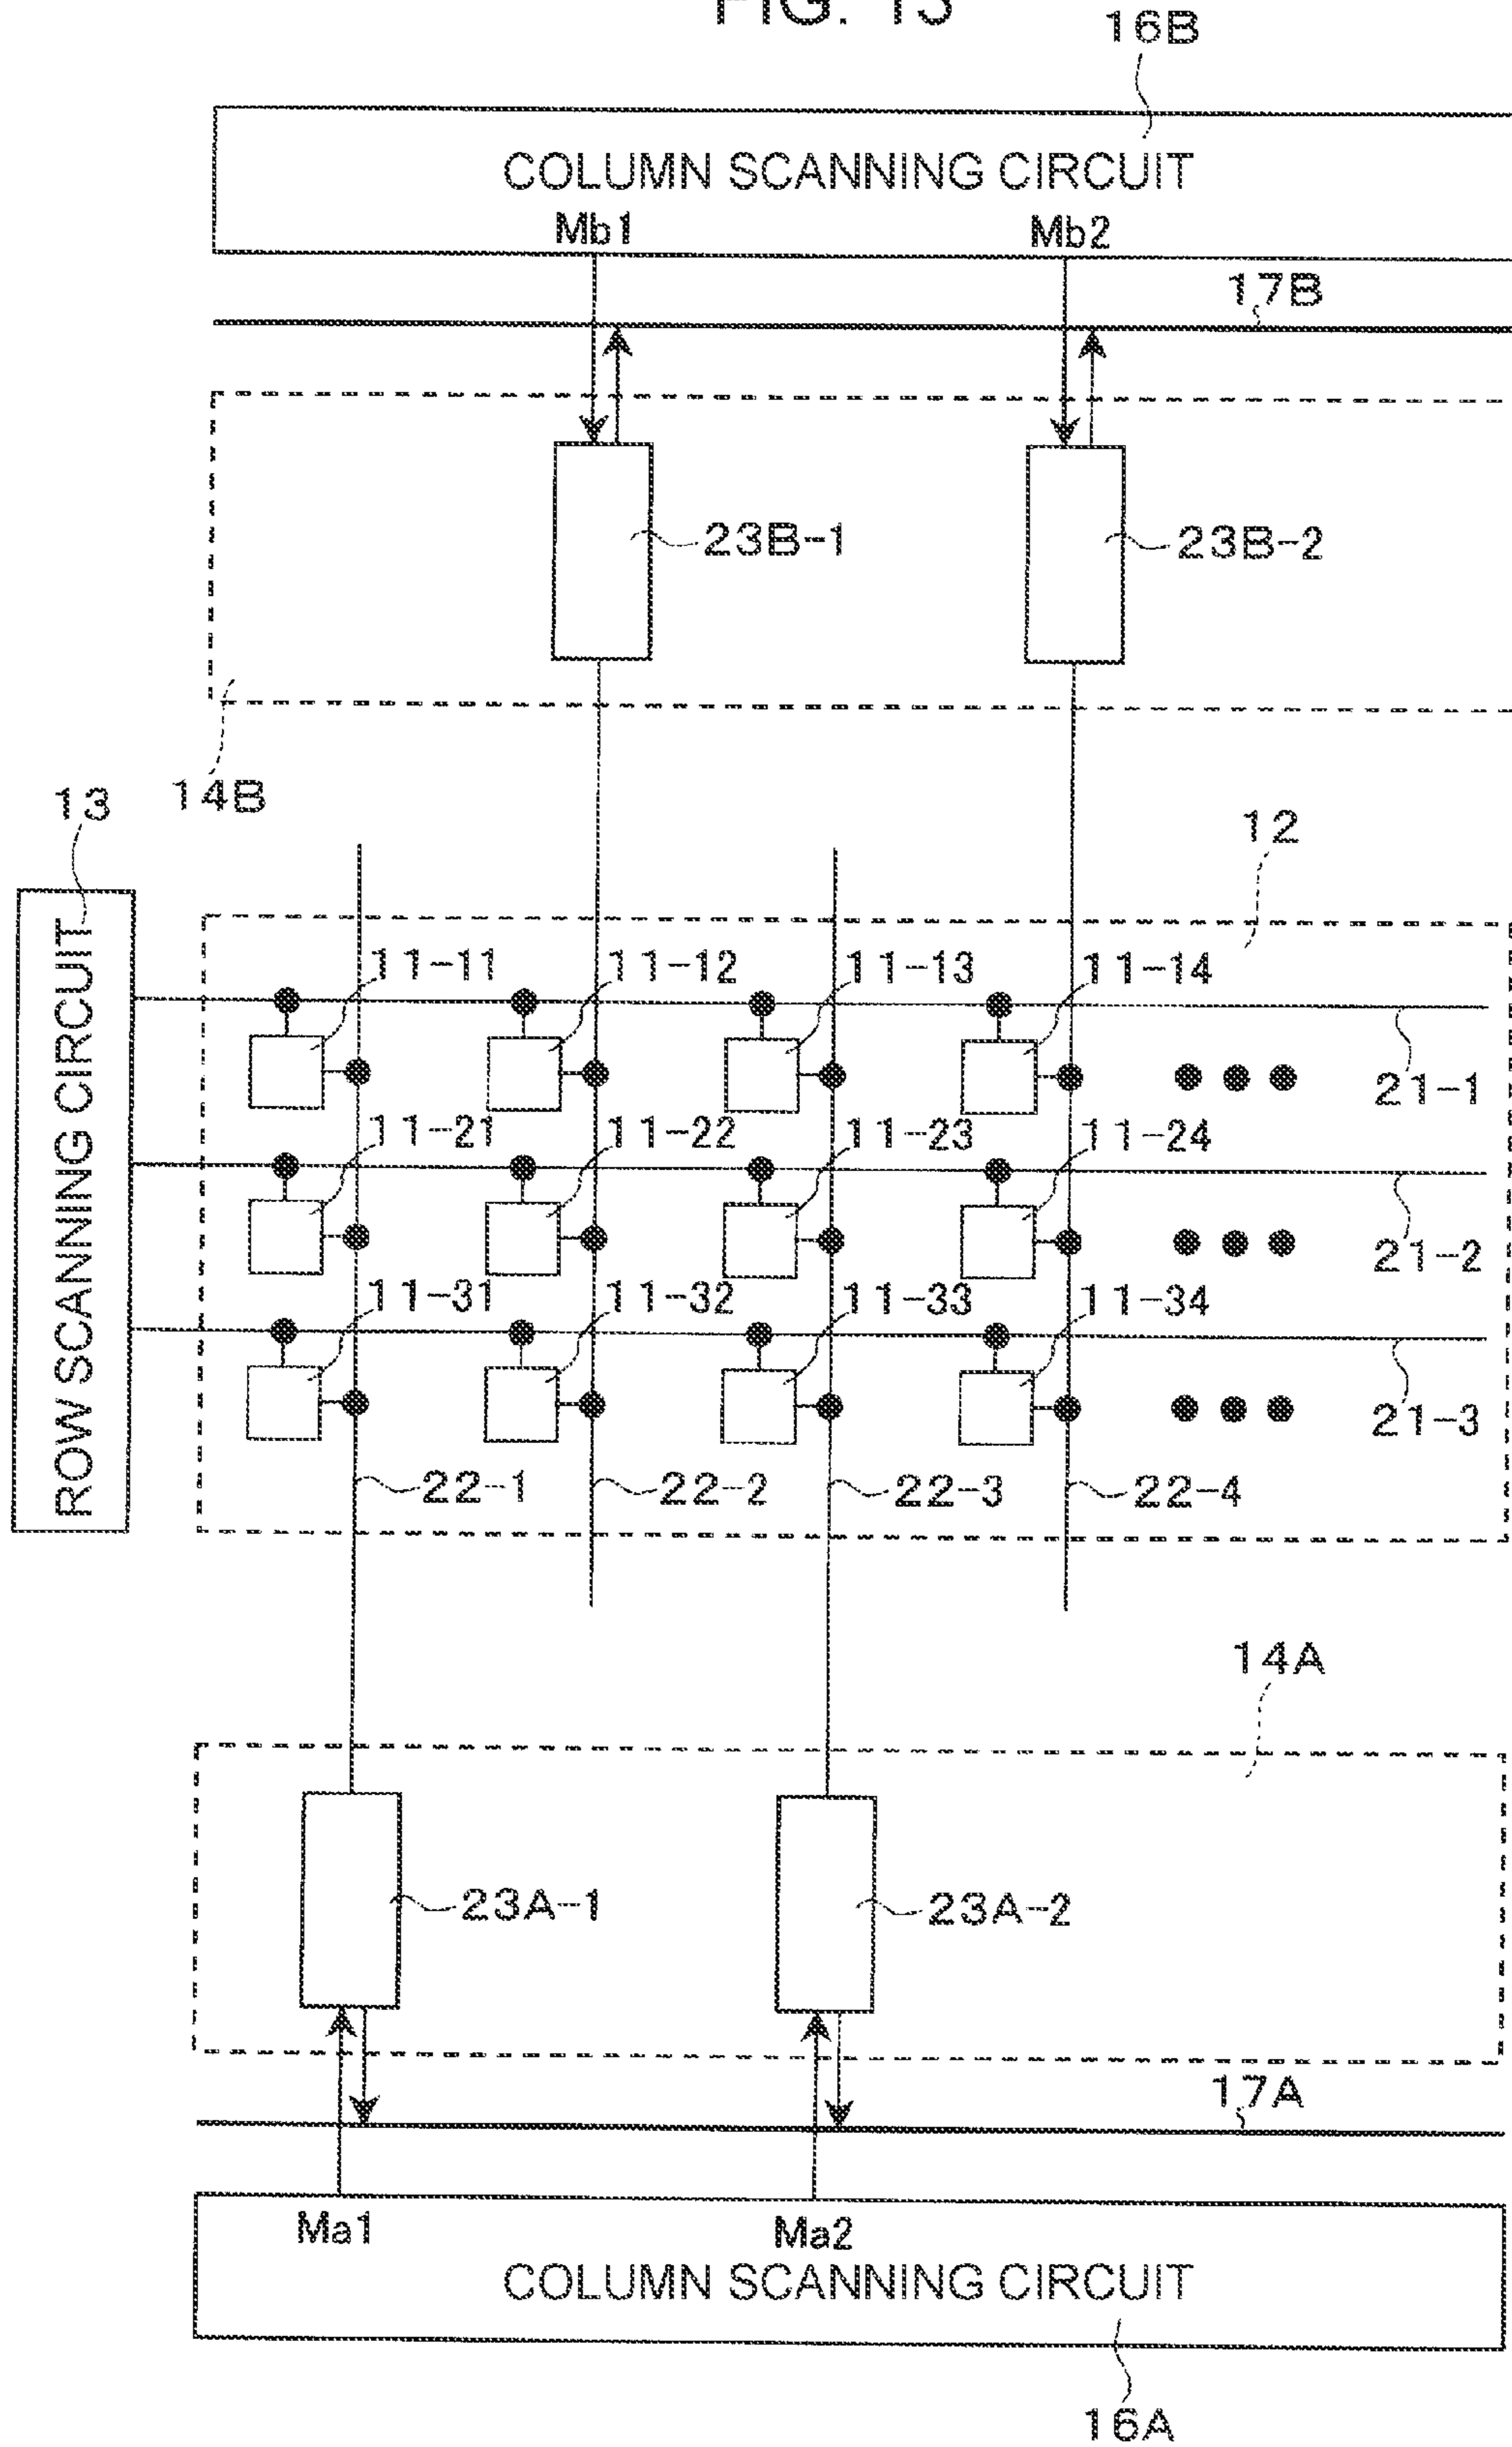 FIG. 13
16B
COLUMN SCANNING CIRCUIT
Mb1 Mb2
17B
23B-1 23B-2
14B
13
12
ROW SCANNING CIRCUIT
11-11 11-12 11-13 11-14
21-1
11-21 11-22 11-23 11-24
21-2
11-31 11-32 11-33 11-34
21-3
22-1 22-2 22-3 22-4
14A
23A-1 23A-2
17A
Ma1 Ma2
COLUMN SCANNING CIRCUIT
16A